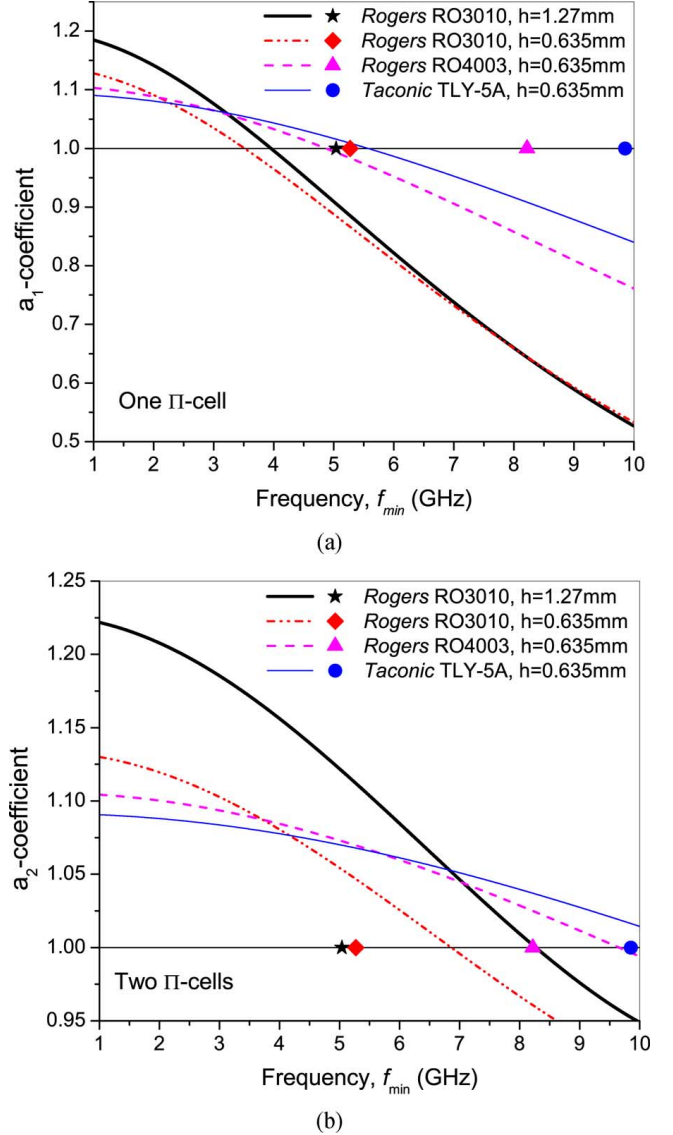 1.2
1.1
1.0
0.9
0.8
0.7
0.6
0.5
a₁-coefficient
Rogers RO3010, h=1.27mm
Rogers RO3010, h=0.635mm
Rogers RO4003, h=0.635mm
Taconic TLY-5A, h=0.635mm
One Π-cell
1 2 3 4 5 6 7 8 9 10
Frequency, fmin (GHz)
(a)
1.25
1.20
1.15
1.10
1.05
1.00
0.95
a₂-coefficient
Rogers RO3010, h=1.27mm
Rogers RO3010, h=0.635mm
Rogers RO4003, h=0.635mm
Taconic TLY-5A, h=0.635mm
Two Π-cells
1 2 3 4 5 6 7 8 9 10
Frequency, fmin (GHz)
(b)